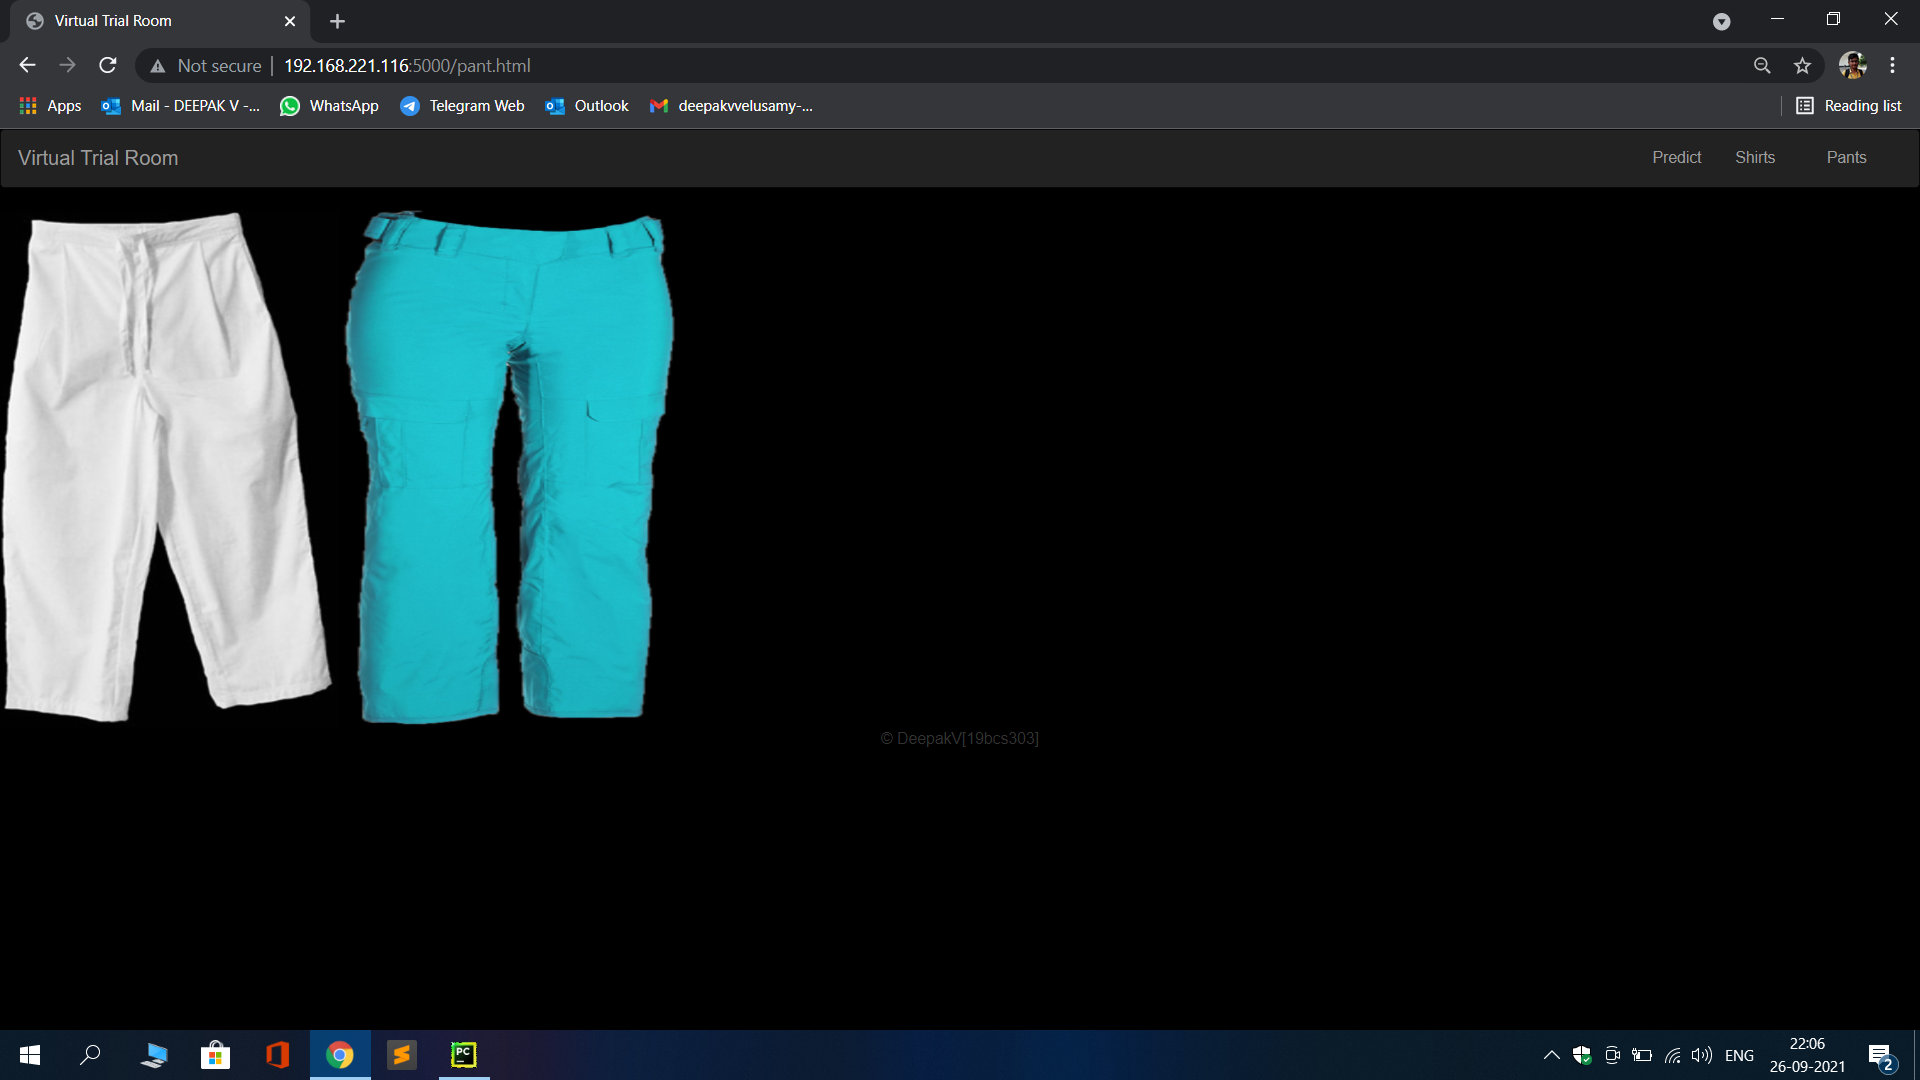 Virtual Trial Room
Not secure
192.168.221.116:5000/pant.html
Apps
Mail - DEEPAK V -...
WhatsApp
Telegram Web
Outlook
deepakvvelusamy-...
Reading list
Virtual Trial Room
Predict
Shirts
Pants
© DeepakV[19bcs303]
PC
ENG
22:06
26-09-2021
2